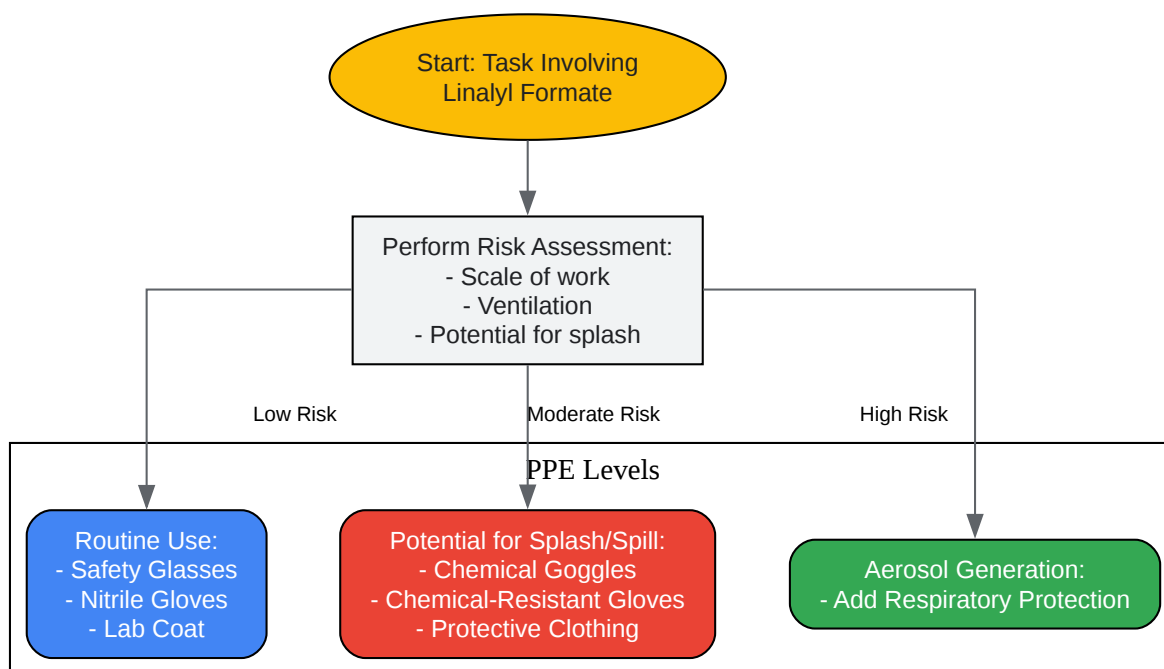 Start: Task Involving
Linalyl Formate
Perform Risk Assessment:
- Scale of work
- Ventilation
- Potential for splash
Low Risk
Moderate Risk
High Risk
PPE Levels
Routine Use:
- Safety Glasses
- Nitrile Gloves
- Lab Coat
Potential for Splash/Spill:
- Chemical Goggles
- Chemical-Resistant Gloves
- Protective Clothing
Aerosol Generation:
- Add Respiratory Protection